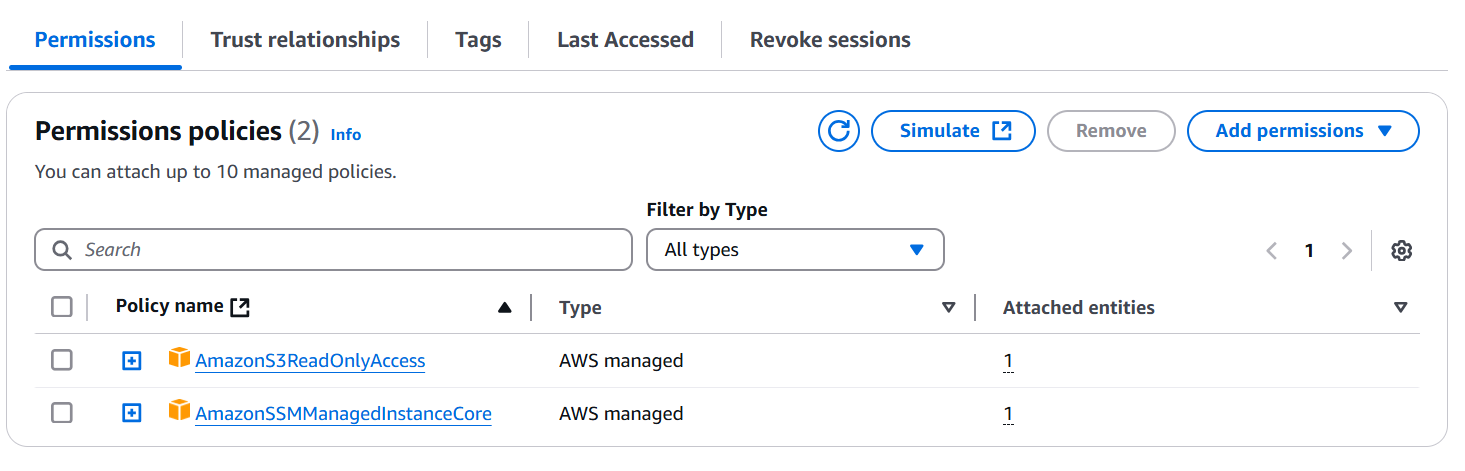 Permissions Trust relationships Tags Last Accessed Revoke sessions
Permissions policies (2) Info Simulate Remove Add permissions
You can attach up to 10 managed policies.
Filter by Type
Search All types 1
Policy name Type Attached entities
AmazonS3ReadOnlyAccess AWS managed 1
AmazonSSMManagedInstanceCore AWS managed 1